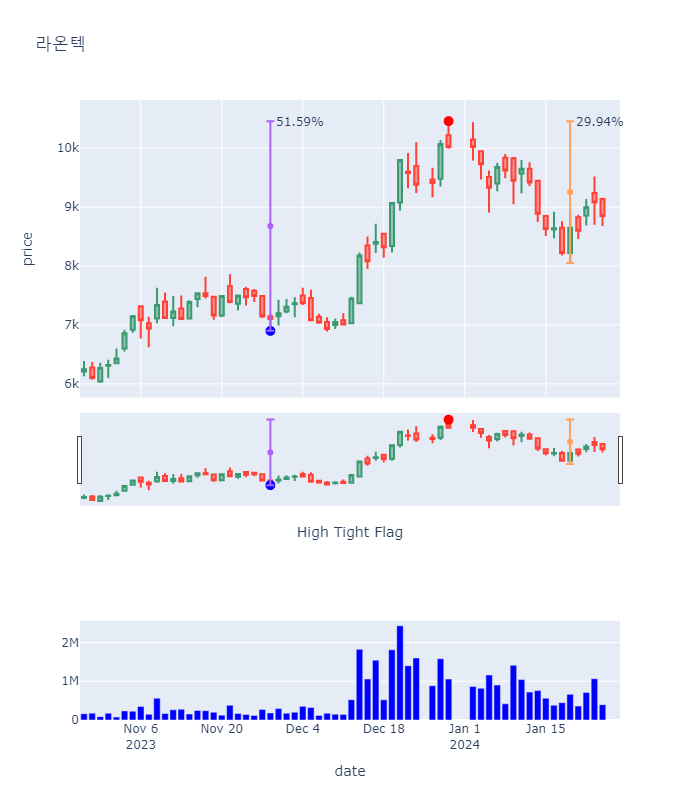 라온텍
51.59%
29.94%
10k
9k
8k
7k
6k
price
High Tight Flag
2M
1M
0
Nov 6
2023
Nov 20
Dec 4
Dec 18
Jan 1
2024
Jan 15
date